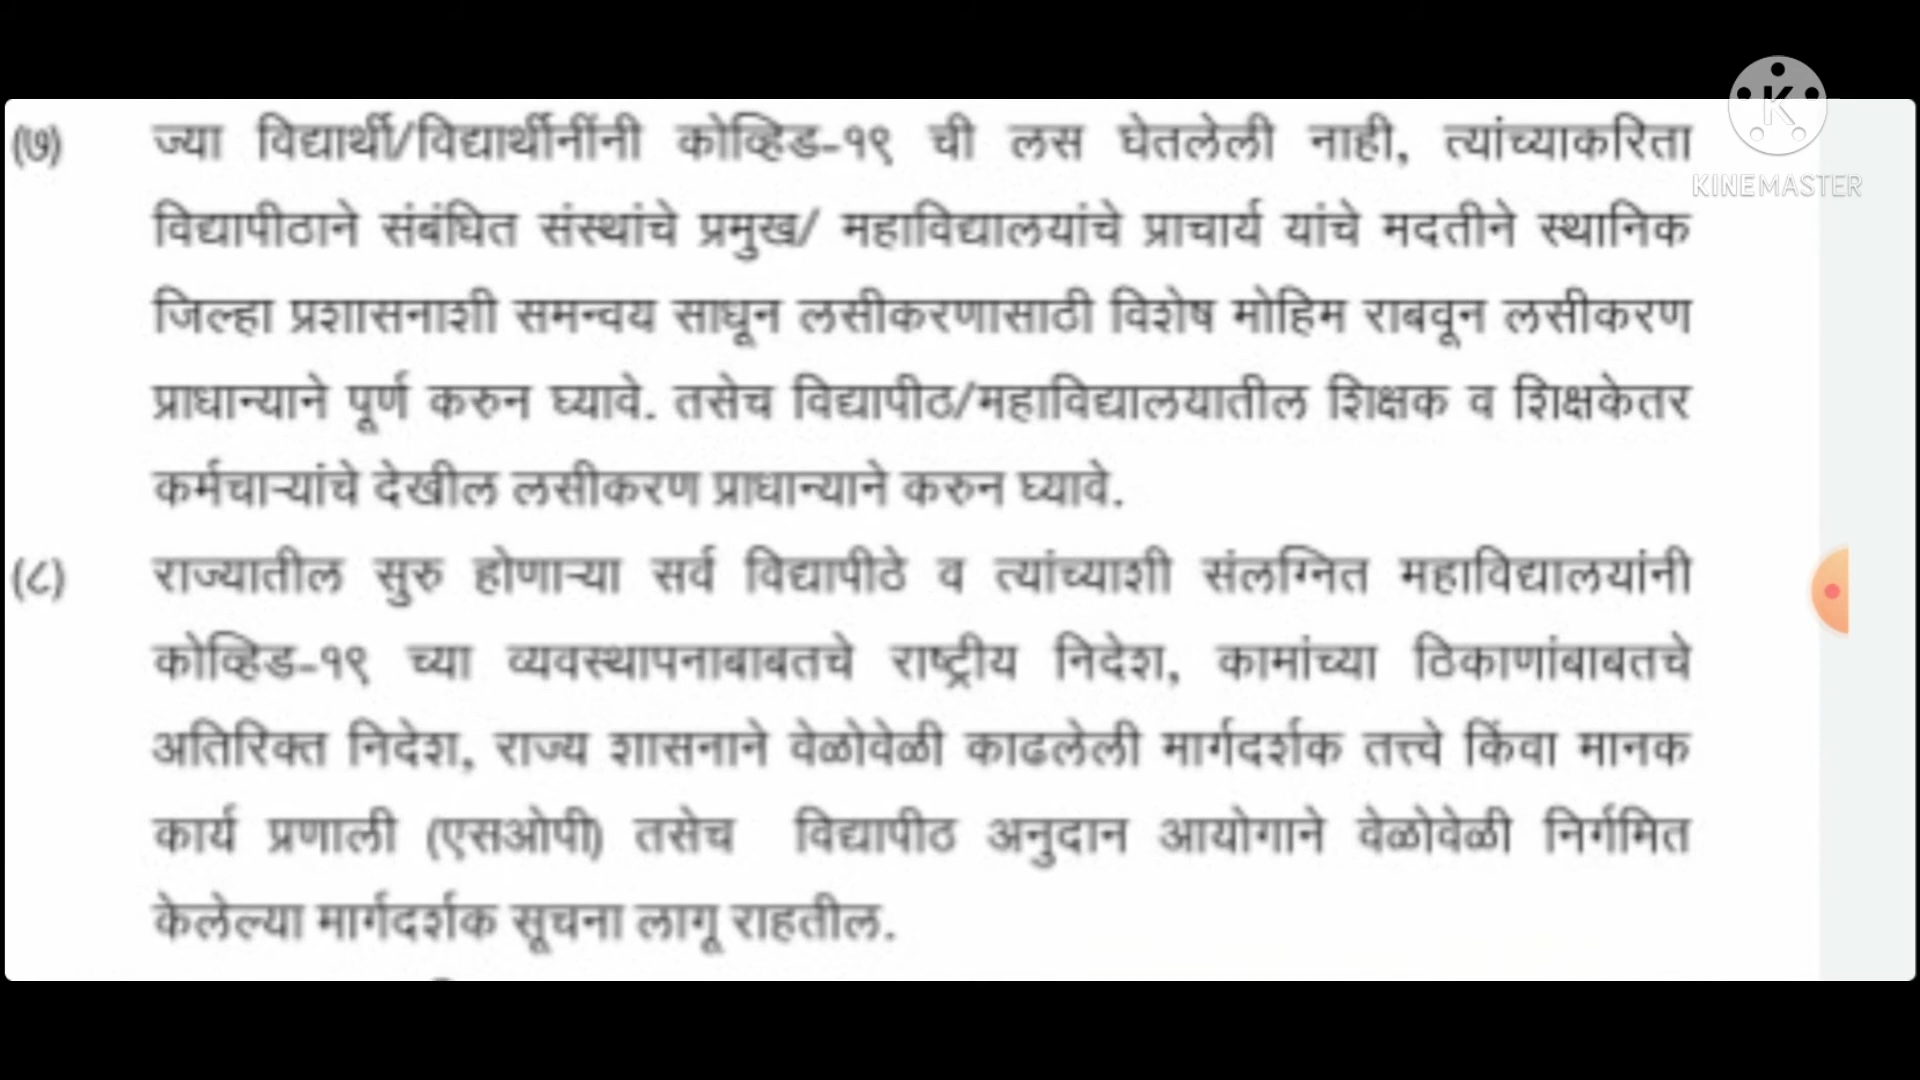 (७) ज्या विद्यार्थी/विद्यार्थीनींनी कोव्हिड-१९ ची लस घेतलेली नाही, त्यांच्याकरिता
विद्यापीठाने संबंधित संस्थांचे प्रमुख/ महाविद्यालयांचे प्राचार्य यांचे मदतीने स्थानिक
जिल्हा प्रशासनाशी समन्वय साधून लसीकरणासाठी विशेष मोहिम राबवून लसीकरण
प्राधान्याने पूर्ण करुन घ्यावे. तसेच विद्यापीठ/महाविद्यालयातील शिक्षक व शिक्षकेतर
कर्मचाऱ्यांचे देखील लसीकरण प्राधान्याने करुन घ्यावे.
(८) राज्यातील सुरु होणाऱ्या सर्व विद्यापीठे व त्यांच्याशी संलग्नित महाविद्यालयांनी
कोव्हिड-१९ च्या व्यवस्थापनाबाबतचे राष्ट्रीय निदेश, कामांच्या ठिकाणांबाबतचे
अतिरिक्त निदेश, राज्य शासनाने वेळोवेळी काढलेली मार्गदर्शक तत्त्वे किंवा मानक
कार्य प्रणाली (एसओपी) तसेच विद्यापीठ अनुदान आयोगाने वेळोवेळी निर्गमित
केलेल्या मार्गदर्शक सूचना लागू राहतील.
K
KINEMASTER